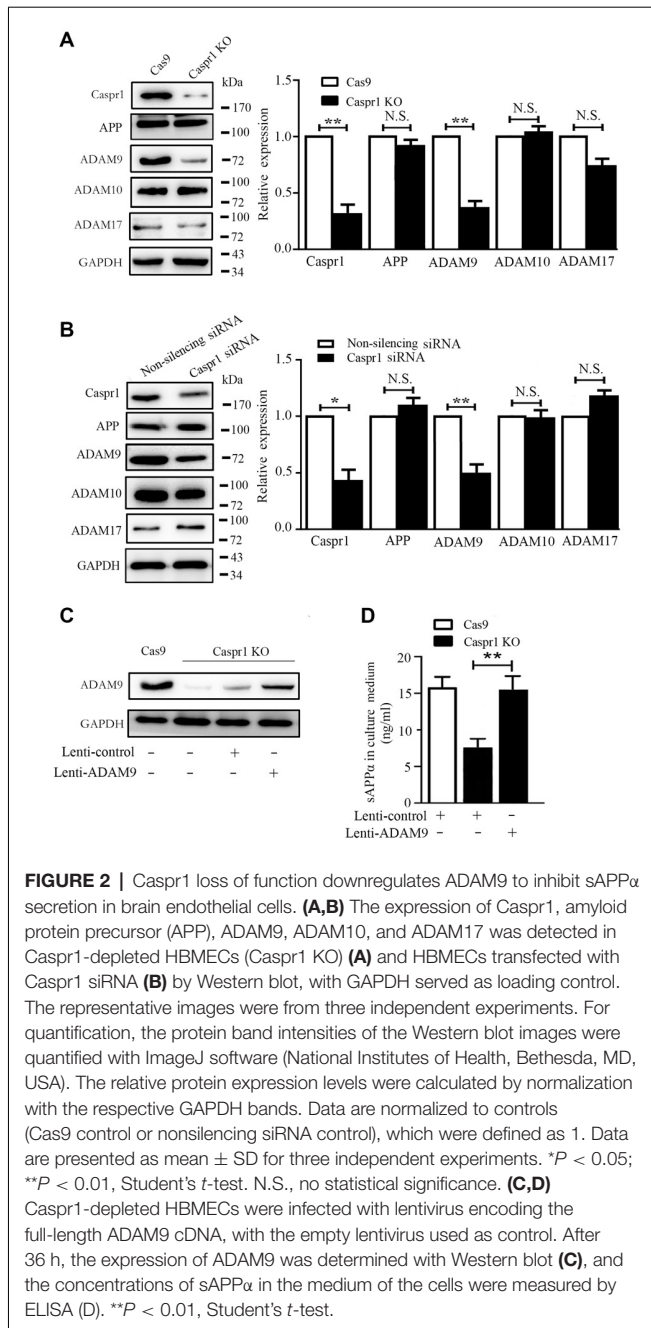 A
Cas9
Caspr1 KO
kDa
Caspr1
170
APP
100
ADAM9
72
ADAM10
100
72
ADAM17
100
72
GAPDH
43
34
Cas9
Caspr1 KO
Relative expression
1.5
1.0
0.5
0.0
** N.S. ** N.S. N.S.
Caspr1 APP ADAM9 ADAM10 ADAM17
B
Non-silencing siRNA
Caspr1 siRNA
kDa
Caspr1
170
APP
100
ADAM9
72
ADAM10
100
72
ADAM17
100
72
GAPDH
43
34
Non-silencing siRNA
Caspr1 siRNA
Relative expression
1.5
1.0
0.5
0.0
* N.S. ** N.S. N.S.
Caspr1 APP ADAM9 ADAM10 ADAM17
C
Cas9 Caspr1 KO
ADAM9
GAPDH
Lenti-control – – + –
Lenti-ADAM9 – – – +
D
Cas9
Caspr1 KO
sAPPα in culture medium
(ng/ml)
20
15
10
5
0
**
Lenti-control + + –
Lenti-ADAM9 – – +
FIGURE 2 | Caspr1 loss of function downregulates ADAM9 to inhibit sAPPα
secretion in brain endothelial cells. (A,B) The expression of Caspr1, amyloid
protein precursor (APP), ADAM9, ADAM10, and ADAM17 was detected in
Caspr1-depleted HBMECs (Caspr1 KO) (A) and HBMECs transfected with
Caspr1 siRNA (B) by Western blot, with GAPDH served as loading control.
The representative images were from three independent experiments. For
quantification, the protein band intensities of the Western blot images were
quantified with ImageJ software (National Institutes of Health, Bethesda, MD,
USA). The relative protein expression levels were calculated by normalization
with the respective GAPDH bands. Data are normalized to controls
(Cas9 control or nonsilencing siRNA control), which were defined as 1. Data
are presented as mean ± SD for three independent experiments. *P < 0.05;
**P < 0.01, Student's t-test. N.S., no statistical significance. (C,D)
Caspr1-depleted HBMECs were infected with lentivirus encoding the
full-length ADAM9 cDNA, with the empty lentivirus used as control. After
36 h, the expression of ADAM9 was determined with Western blot (C), and
the concentrations of sAPPα in the medium of the cells were measured by
ELISA (D). **P < 0.01, Student's t-test.